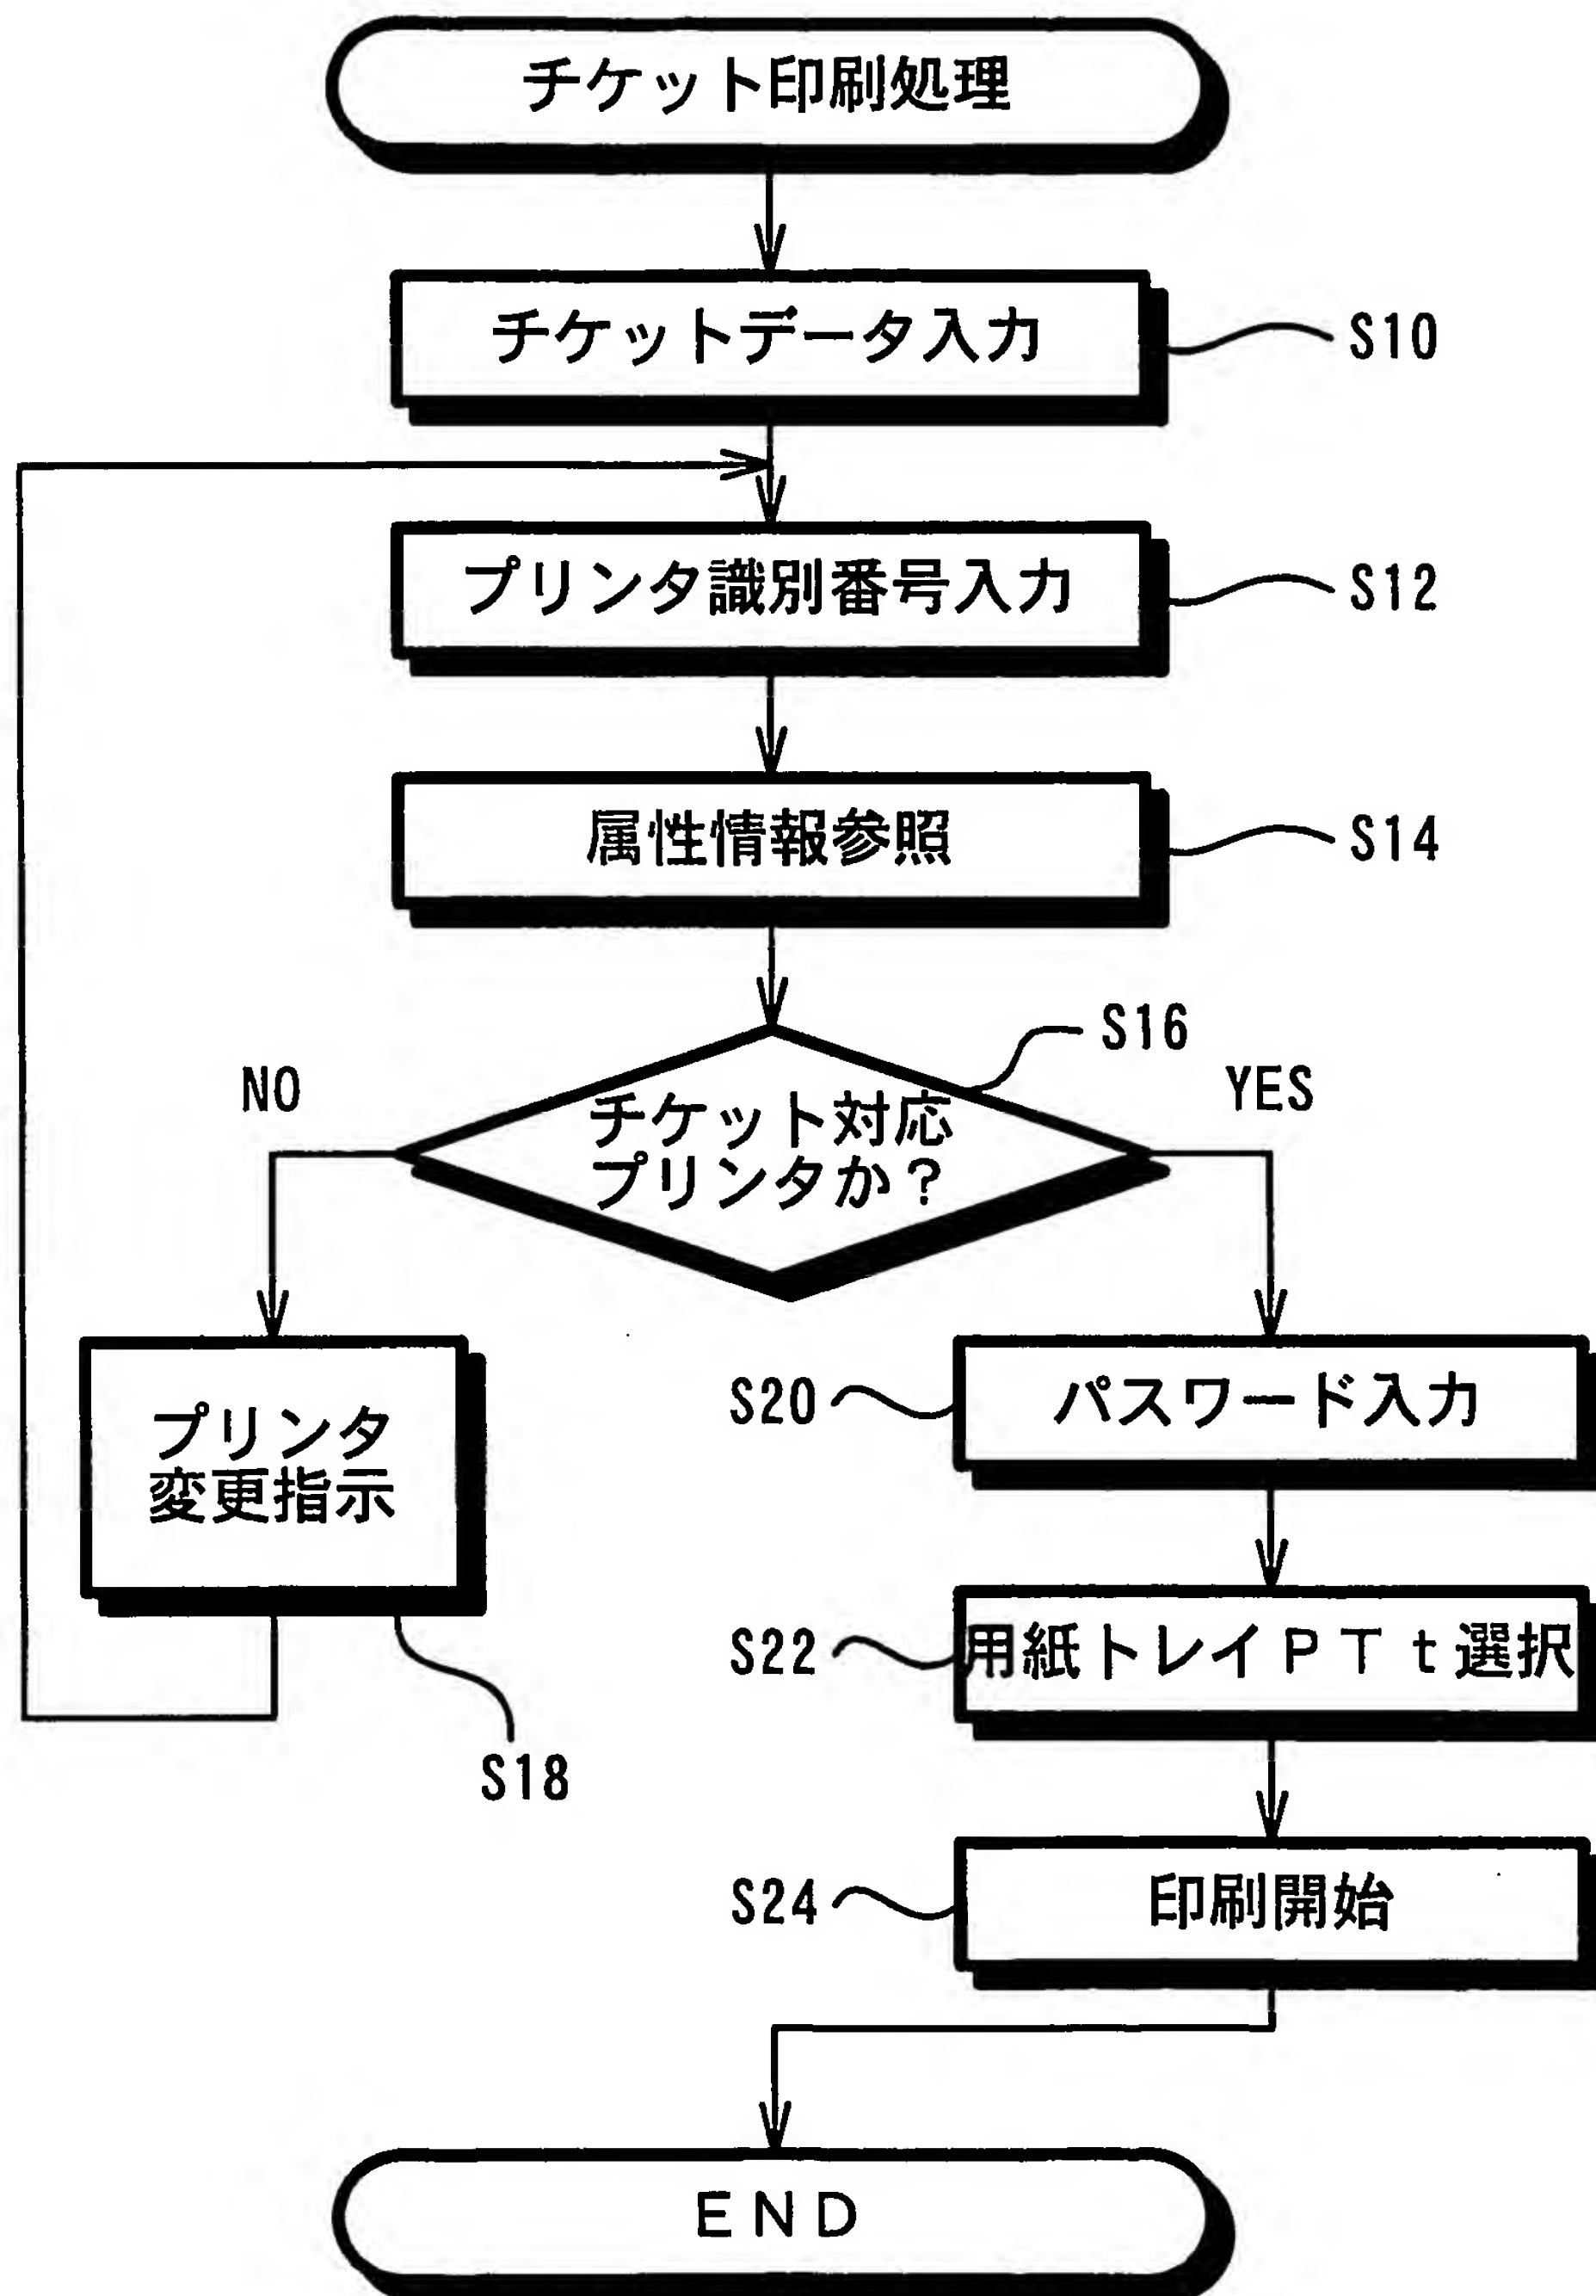 チケット印刷処理
チケットデータ入力
S10
プリンタ識別番号入力
S12
属性情報参照
S14
S16
NO
YES
チケット対応
プリンタか？
プリンタ
変更指示
S18
S20
パスワード入力
S22
用紙トレイＰＴｔ選択
S24
印刷開始
ＥＮＤ